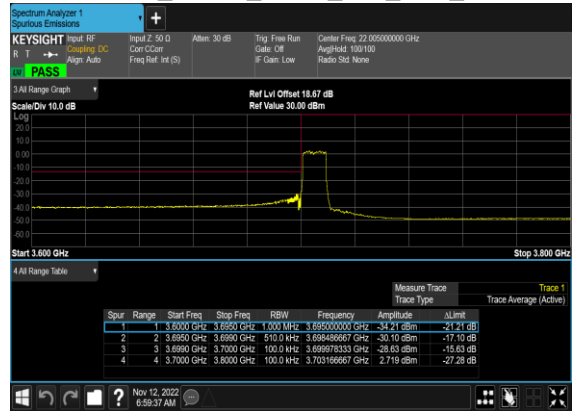 Spectrum Analyzer 1
Spurious Emissions
+
KEYSIGHT Input: RF Input Z: 50 Ω Atten: 30 dB Trig: Free Run Center Freq: 22.005000000 GHz
R T Coupling: DC Corr CCorr Gate: Off Avg|Hold: 100/100
Align: Auto Freq Ref: Int (S) IF Gain: Low Radio Std: None
PASS
3 All Range Graph
Ref Lvl Offset 18.67 dB
Scale/Div 10.0 dB Ref Value 30.00 dBm
Log
20.0
10.0
0.00
-10.0
-20.0
-30.0
-40.0
-50.0
-60.0
Start 3.600 GHz Stop 3.800 GHz
4 All Range Table
Measure Trace Trace 1
Trace Type Trace Average (Active)
Spur Range Start Freq Stop Freq RBW Frequency Amplitude ΔLimit
1 1 3.6000 GHz 3.6950 GHz 1.000 MHz 3.695000000 GHz -34.21 dBm -21.21 dB
2 2 3.6950 GHz 3.6990 GHz 510.0 kHz 3.698486667 GHz -30.10 dBm -17.10 dB
3 3 3.6990 GHz 3.7000 GHz 100.0 kHz 3.699978333 GHz -28.63 dBm -15.63 dB
4 4 3.7000 GHz 3.8000 GHz 100.0 kHz 3.703166667 GHz 2.719 dBm -27.28 dB
? Nov 12, 2022
6:59:37 AM